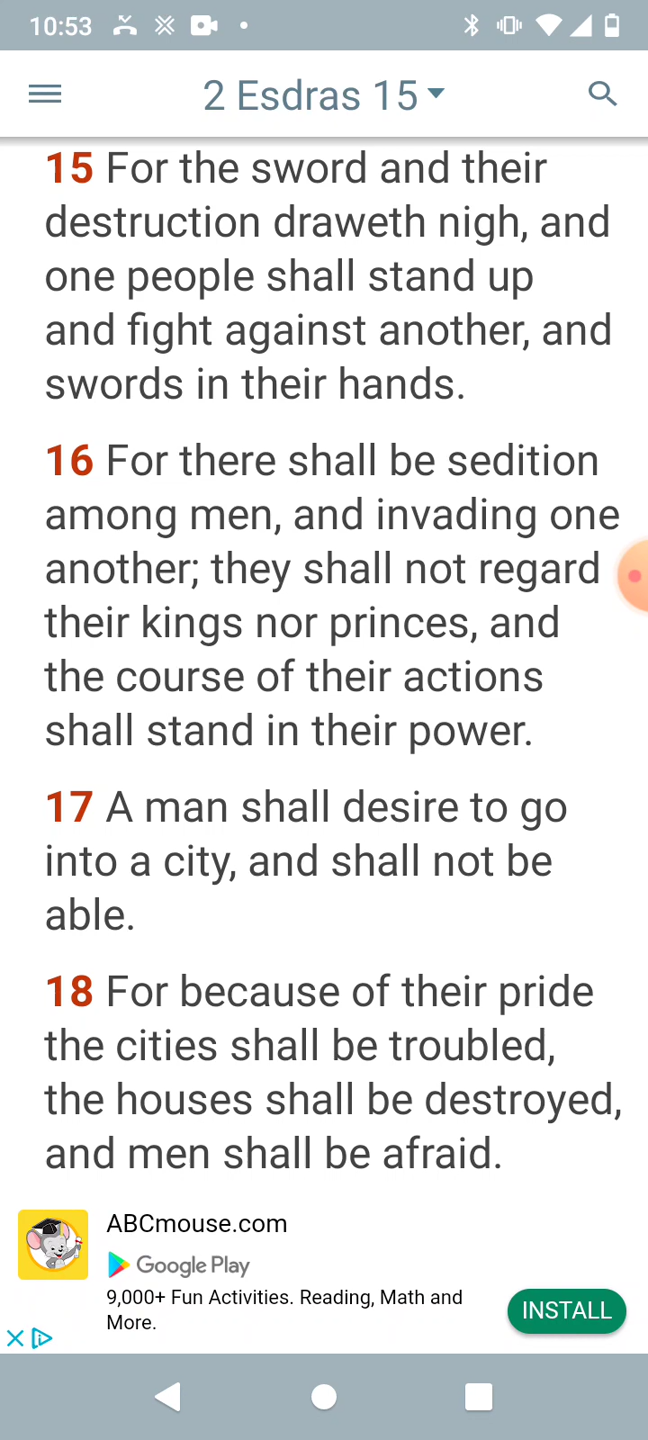 10:53
2 Esdras 15
15 For the sword and their
destruction draweth nigh, and
one people shall stand up
and fight against another, and
swords in their hands.
16 For there shall be sedition
among men, and invading one
another; they shall not regard
their kings nor princes, and
the course of their actions
shall stand in their power.
17 A man shall desire to go
into a city, and shall not be
able.
18 For because of their pride
the cities shall be troubled,
the houses shall be destroyed,
and men shall be afraid.
ABCmouse.com
Google Play
9,000+ Fun Activities. Reading, Math and
More.
INSTALL